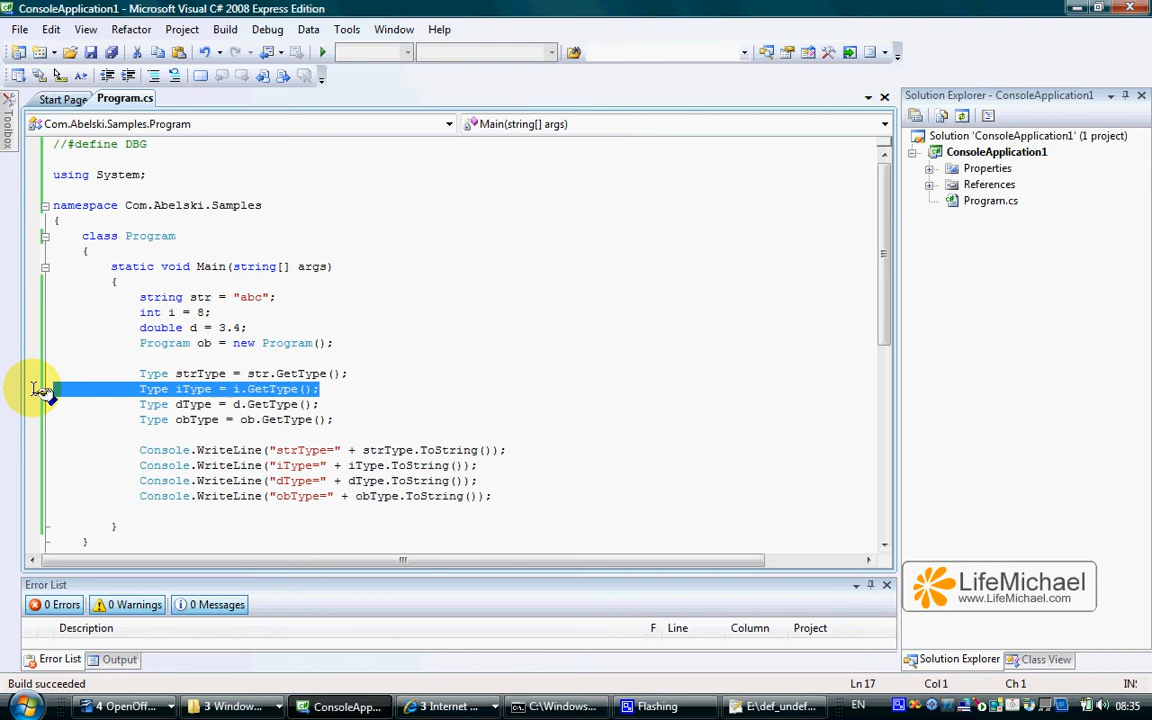 ConsoleApplication1 - Microsoft Visual C# 2008 Express Edition
File Edit View Refactor Project Build Debug Data Tools Window Help
Start Page Program.cs
Solution Explorer - ConsoleApplication1
Toolbox
Com.Abelski.Samples.Program
Main(string[] args)
Solution 'ConsoleApplication1' (1 project)
ConsoleApplication1
Properties
References
Program.cs
//#define DBG
using System;
namespace Com.Abelski.Samples
{
class Program
{
static void Main(string[] args)
{
string str = "abc";
int i = 8;
double d = 3.4;
Program ob = new Program();
Type strType = str.GetType();
Type iType = i.GetType();
Type dType = d.GetType();
Type obType = ob.GetType();
Console.WriteLine("strType=" + strType.ToString());
Console.WriteLine("iType=" + iType.ToString());
Console.WriteLine("dType=" + dType.ToString());
Console.WriteLine("obType=" + obType.ToString());
}
}
LifeMichael
www.LifeMichael.com
Error List
0 Errors 0 Warnings 0 Messages
Description F Line Column Project
Error List Output
Solution Explorer Class View
Build succeeded Ln 17 Col 1 Ch 1 INS
4 OpenOff... 3 Window... ConsoleApp... 3 Internet ... C:\Windows... Flashing E:\def_undef... EN 08:35